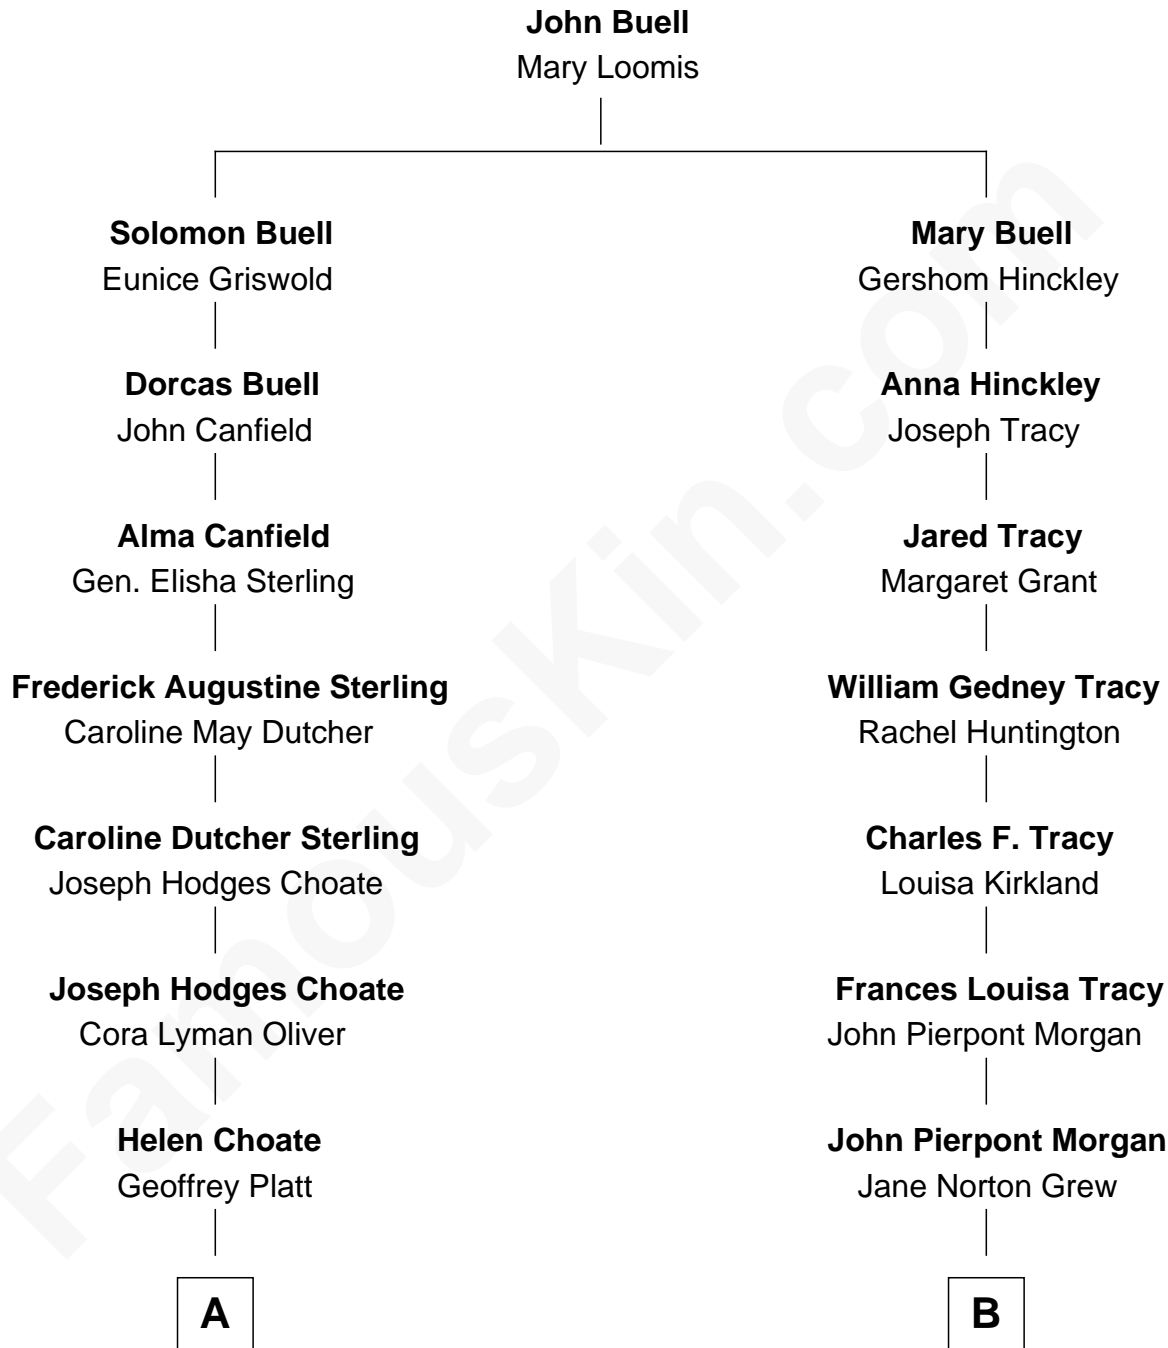 John Buell
Mary Loomis
Solomon Buell
Eunice Griswold
Mary Buell
Gershom Hinckley
Dorcas Buell
John Canfield
Anna Hinckley
Joseph Tracy
Alma Canfield
Gen. Elisha Sterling
Jared Tracy
Margaret Grant
Frederick Augustine Sterling
Caroline May Dutcher
William Gedney Tracy
Rachel Huntington
Caroline Dutcher Sterling
Joseph Hodges Choate
Charles F. Tracy
Louisa Kirkland
Joseph Hodges Choate
Cora Lyman Oliver
Frances Louisa Tracy
John Pierpont Morgan
Helen Choate
Geoffrey Platt
John Pierpont Morgan
Jane Norton Grew
A
B
FamousKin.com